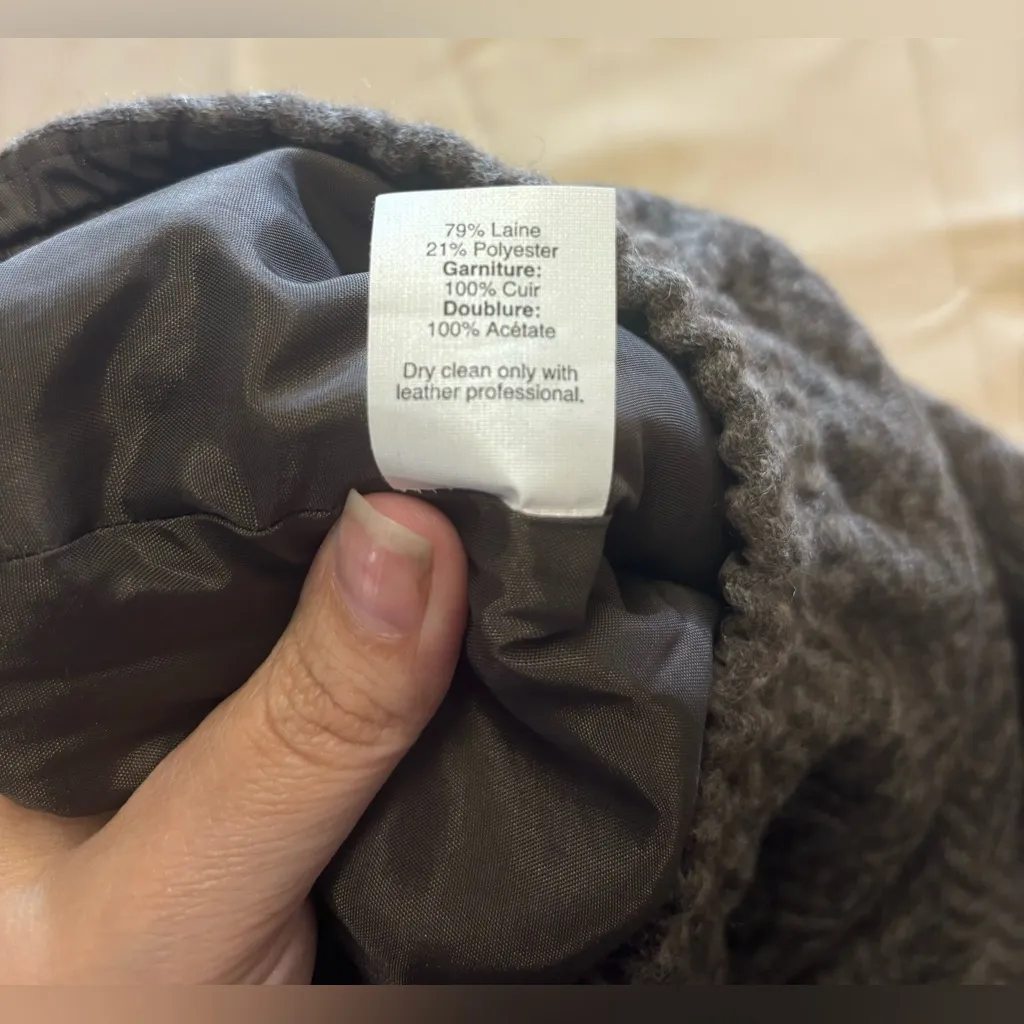 79% Laine
21% Polyester
Garniture:
100% Cuir
Doublure:
100% Acétate
Dry clean only with
leather professional.